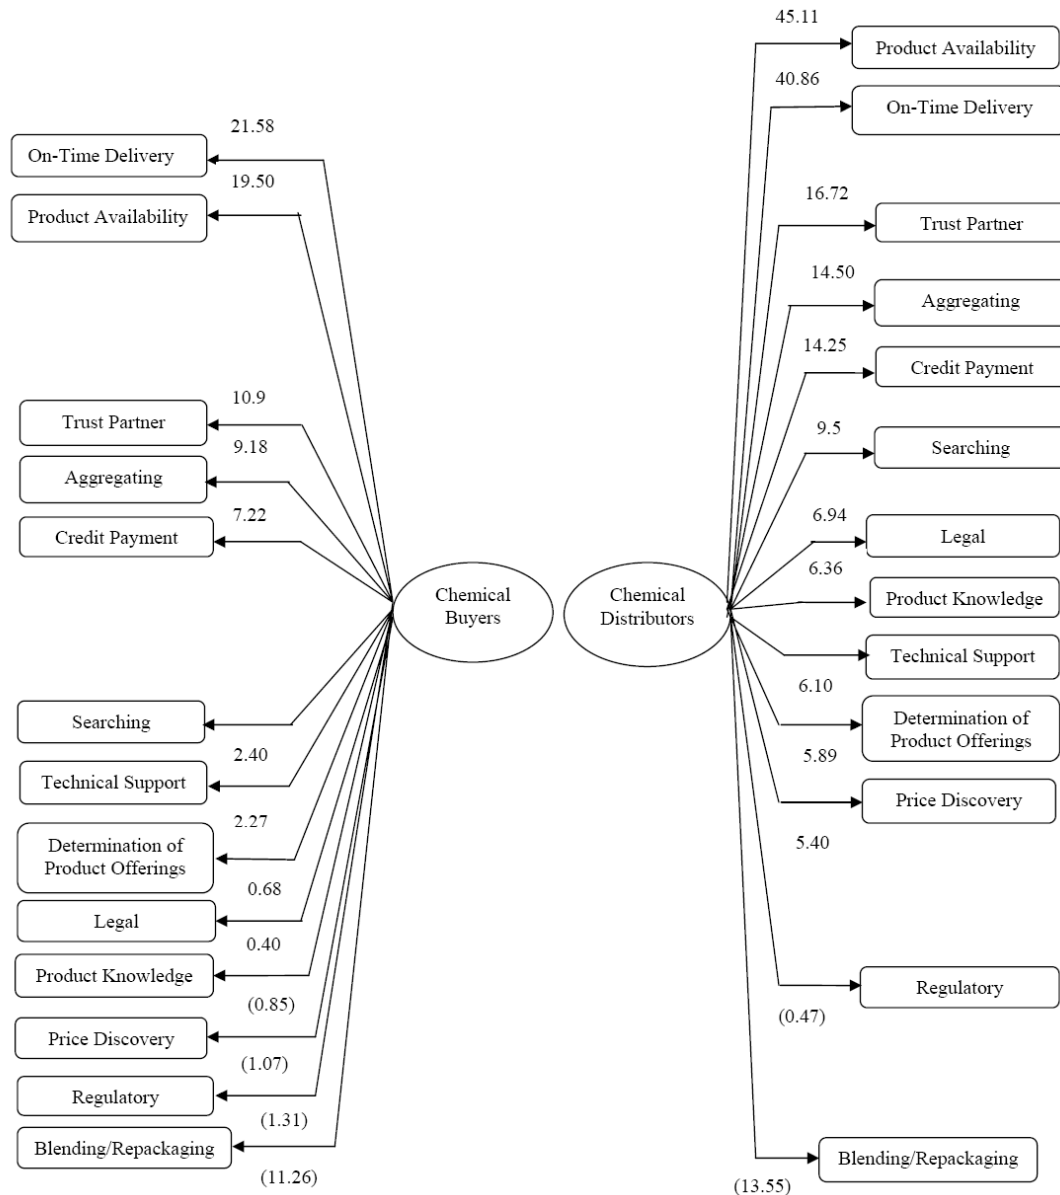 21.58
On-Time Delivery
19.50
Product Availability
10.9
Trust Partner
9.18
Aggregating
7.22
Credit Payment
Chemical
Buyers
Searching
2.40
Technical Support
2.27
Determination of
Product Offerings
0.68
Legal
0.40
Product Knowledge
(0.85)
Price Discovery
(1.07)
Regulatory
(1.31)
Blending/Repackaging
(11.26)
45.11
Product Availability
40.86
On-Time Delivery
16.72
Trust Partner
14.50
Aggregating
14.25
Credit Payment
9.5
Searching
6.94
Legal
6.36
Product Knowledge
Chemical
Distributors
Technical Support
6.10
Determination of
Product Offerings
5.89
Price Discovery
5.40
Regulatory
(0.47)
Blending/Repackaging
(13.55)